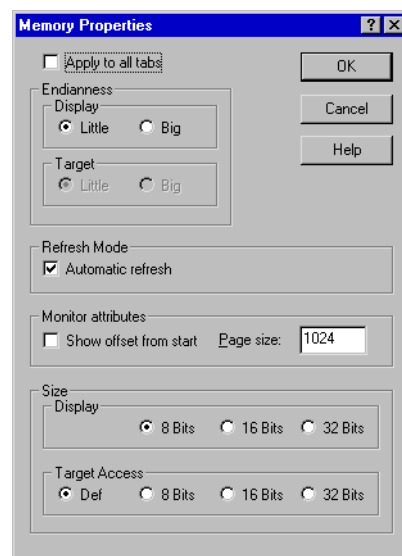 Memory Properties
Apply to all tabs
OK
Cancel
Help
Endianness
Display
Little Big
Target
Little Big
Refresh Mode
Automatic refresh
Monitor attributes
Show offset from start Page size: 1024
Size
Display
8 Bits 16 Bits 32 Bits
Target Access
Def 8 Bits 16 Bits 32 Bits